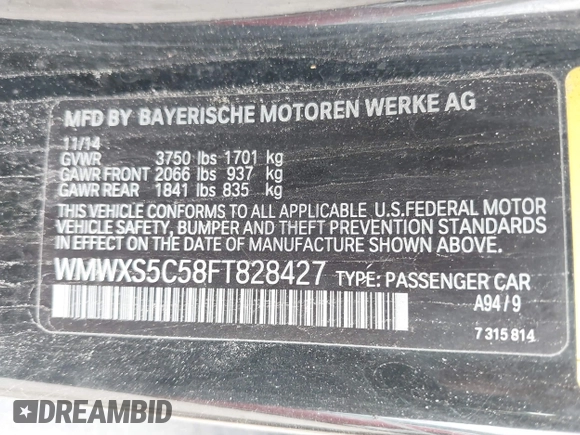 MFD BY BAYERISCHE MOTOREN WERKE AG
11/14
GVWR 3750 lbs 1701 kg
GAWR FRONT 2066 lbs 937 kg
GAWR REAR 1841 lbs 835 kg
THIS VEHICLE CONFORMS TO ALL APPLICABLE U.S.FEDERAL MOTOR
VEHICLE SAFETY, BUMPER AND THEFT PREVENTION STANDARDS
IN EFFECT ON THE DATE OF MANUFACTURE SHOWN ABOVE.
WMWXS5C58FT828427 TYPE: PASSENGER CAR
A94/9
7 315 814
DREAMBID